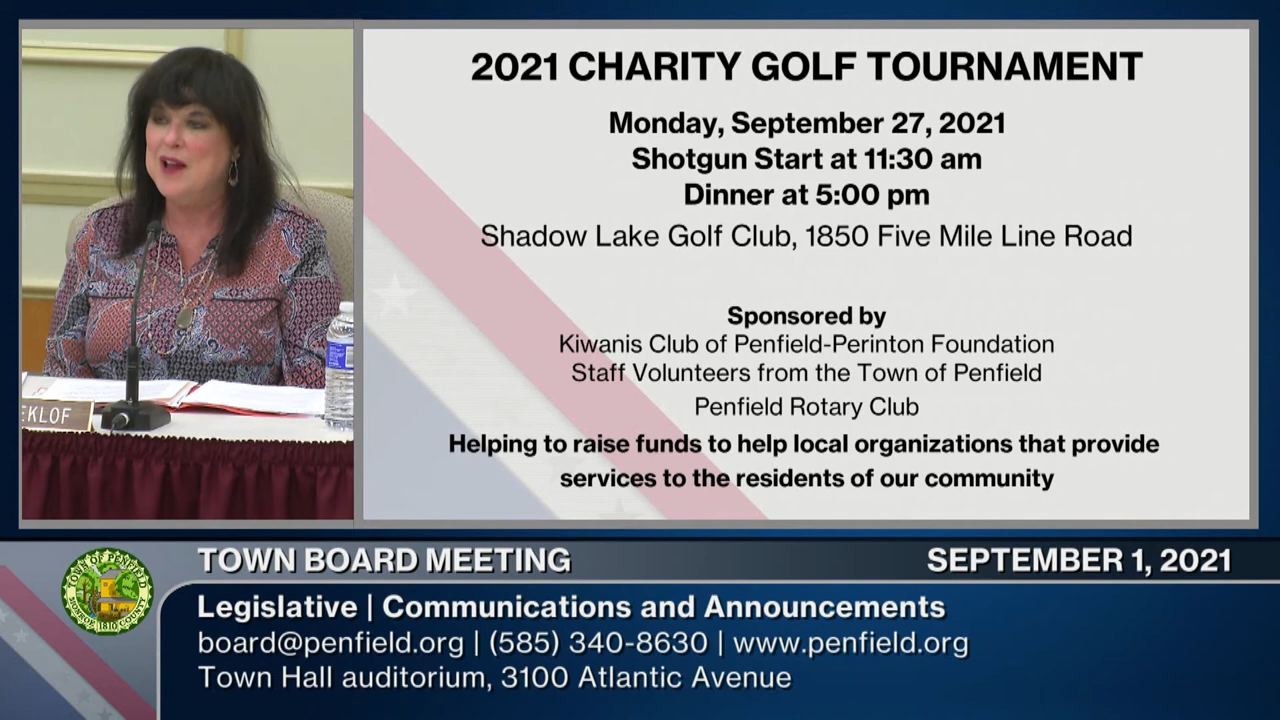 2021 CHARITY GOLF TOURNAMENT
Monday, September 27, 2021
Shotgun Start at 11:30 am
Dinner at 5:00 pm
Shadow Lake Golf Club, 1850 Five Mile Line Road
Sponsored by
Kiwanis Club of Penfield-Perinton Foundation
Staff Volunteers from the Town of Penfield
Penfield Rotary Club
Helping to raise funds to help local organizations that provide
services to the residents of our community
EKLOF
TOWN BOARD MEETING
SEPTEMBER 1, 2021
TOWN OF PENFIELD
1810
Legislative | Communications and Announcements
board@penfield.org | (585) 340-8630 | www.penfield.org
Town Hall auditorium, 3100 Atlantic Avenue